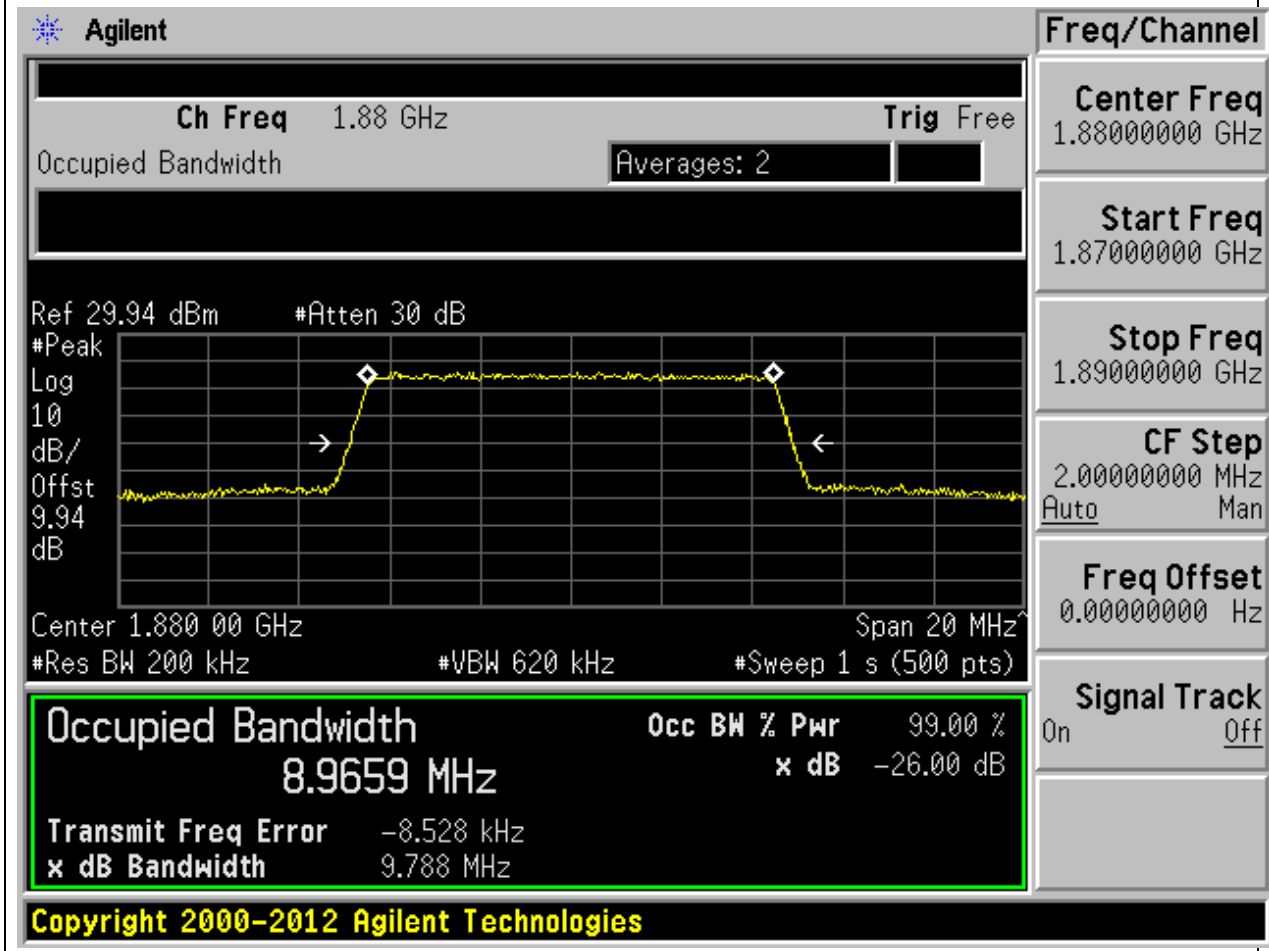 Agilent
Freq/Channel
Ch Freq 1.88 GHz Trig Free
Occupied Bandwidth Averages: 2
Center Freq
1.88000000 GHz
Start Freq
1.87000000 GHz
Stop Freq
1.89000000 GHz
CF Step
2.00000000 MHz
Auto Man
Freq Offset
0.00000000 Hz
Signal Track
On Off
Ref 29.94 dBm #Atten 30 dB
#Peak
Log
10
dB/
Offst
9.94
dB
Center 1.880 00 GHz Span 20 MHz^
#Res BW 200 kHz #VBW 620 kHz #Sweep 1 s (500 pts)
Occupied Bandwidth Occ BW % Pwr 99.00 %
8.9659 MHz x dB -26.00 dB
Transmit Freq Error -8.528 kHz
x dB Bandwidth 9.788 MHz
Copyright 2000-2012 Agilent Technologies